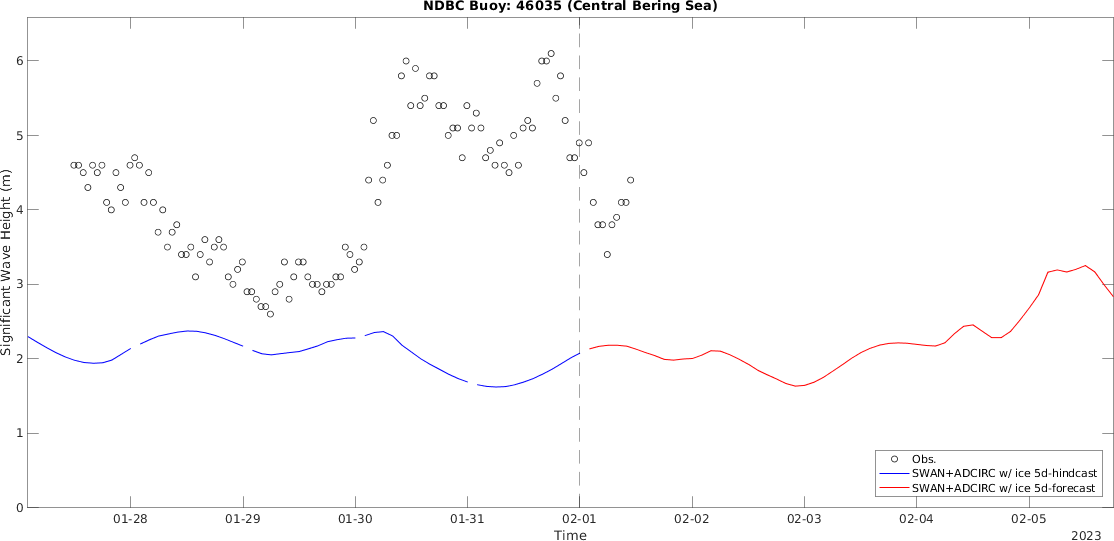 NDBC Buoy: 46035 (Central Bering Sea)
Significant Wave Height (m)
6
5
4
3
2
1
0
Obs.
SWAN+ADCIRC w/ ice 5d-hindcast
SWAN+ADCIRC w/ ice 5d-forecast
01-28 01-29 01-30 01-31 02-01 02-02 02-03 02-04 02-05
Time
2023